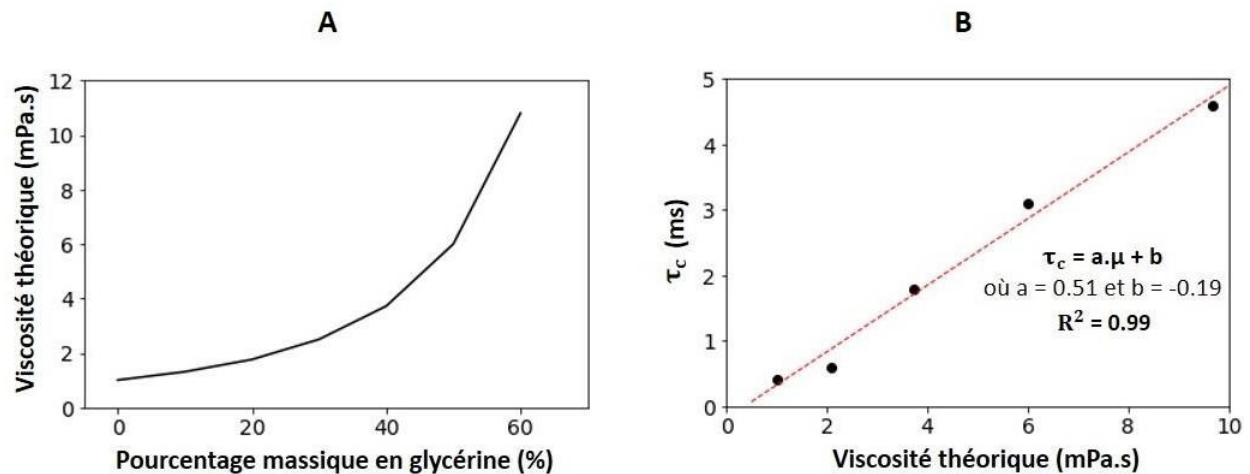 A
Viscosité théorique (mPa.s)
12
10
8
6
4
2
0
0 20 40 60
Pourcentage massique en glycérine (%)
B
τc (ms)
5
4
3
2
1
0
τc = a.μ + b
où a = 0.51 et b = -0.19
R² = 0.99
0 2 4 6 8 10
Viscosité théorique (mPa.s)